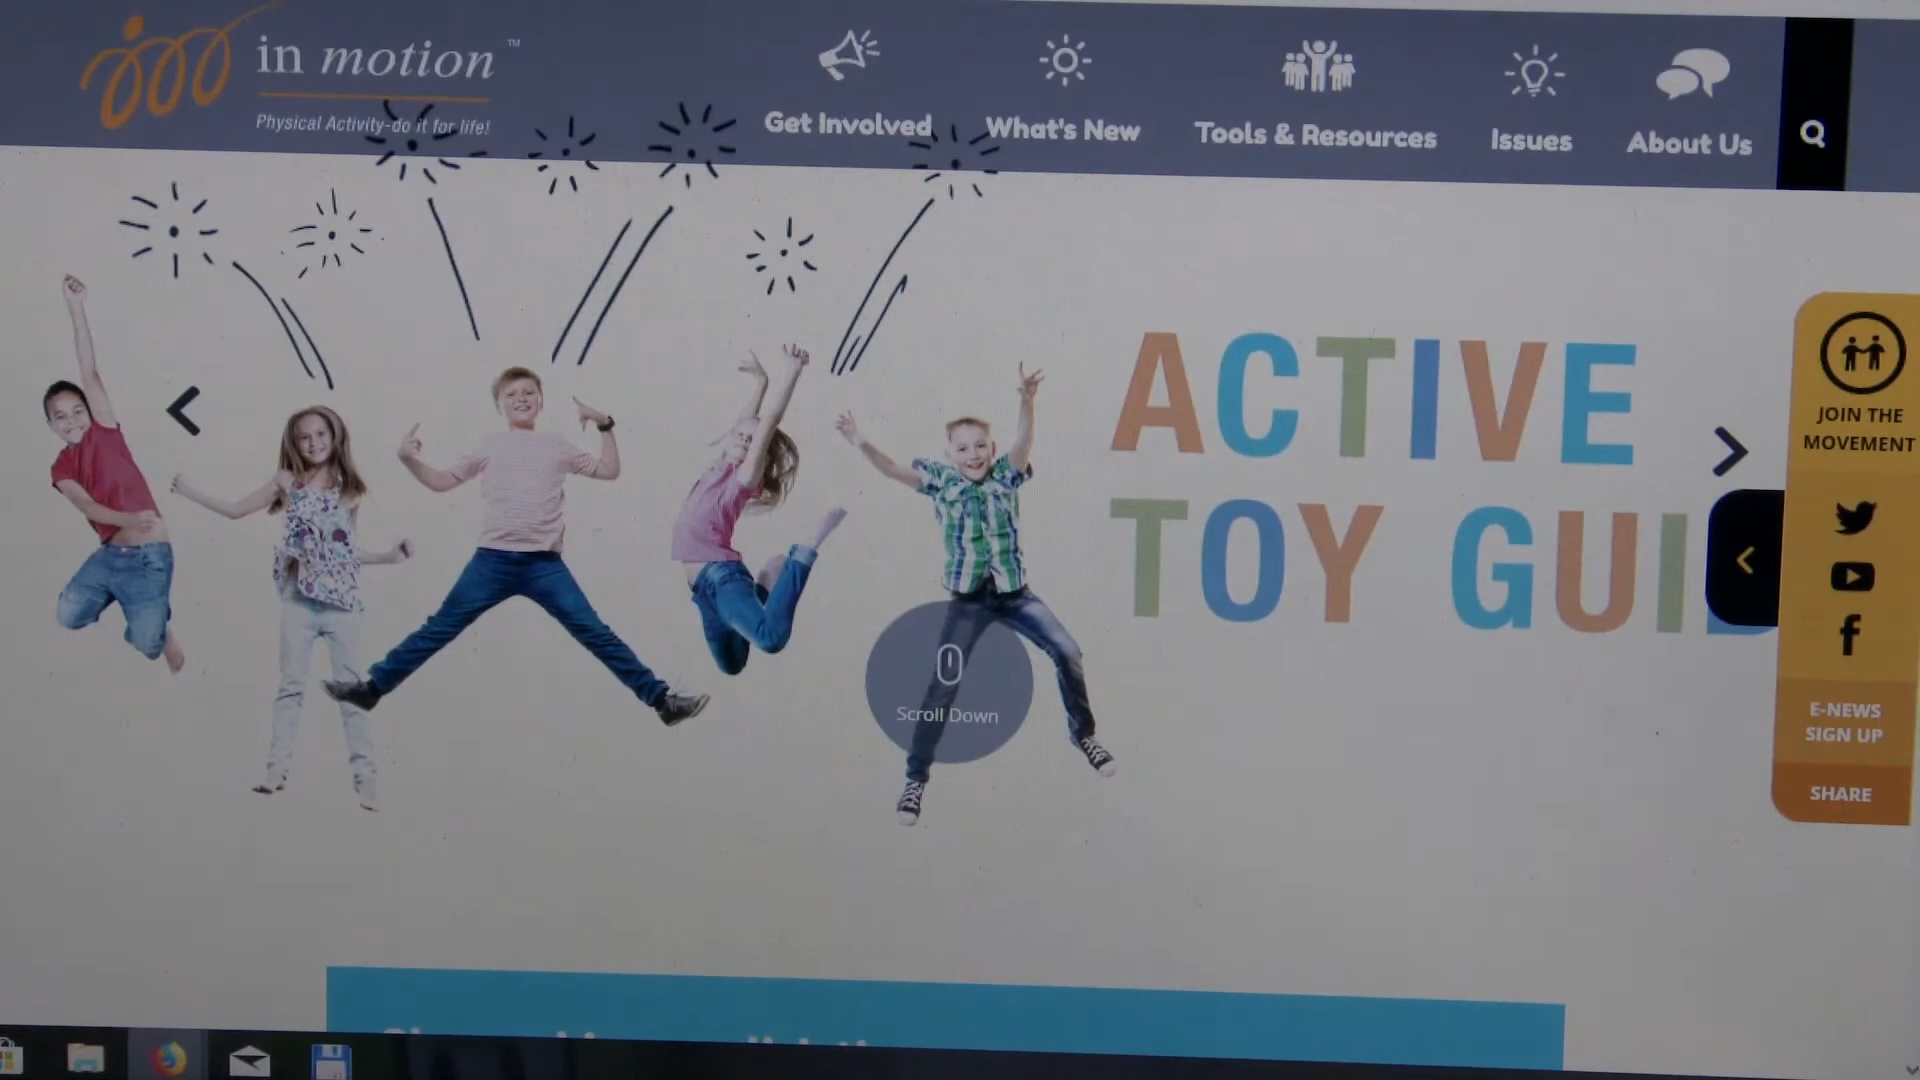 in motion™
Physical Activity-do it for life!
Get Involved
What's New
Tools & Resources
Issues
About Us
ACTIVE
TOY GUID
JOIN THE
MOVEMENT
Scroll Down
E-NEWS
SIGN UP
SHARE